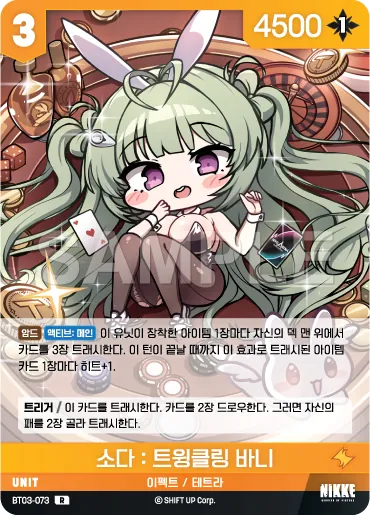 3
4500 1
SAMPLE
암드 액티브: 메인 이 유닛이 장착한 아이템 1장마다 자신의 덱 맨 위에서
카드를 3장 트래시한다. 이 턴이 끝날 때까지 이 효과로 트래시된 아이템
카드 1장마다 히트+1.
트리거 / 이 카드를 트래시한다. 카드를 2장 드로우한다. 그러면 자신의
패를 2장 골라 트래시한다.
소다 : 트윙클링 바니
UNIT
이펙트 / 테트라
BT03-073 R
ⓒSHIFT UP Corp.
NIKKE